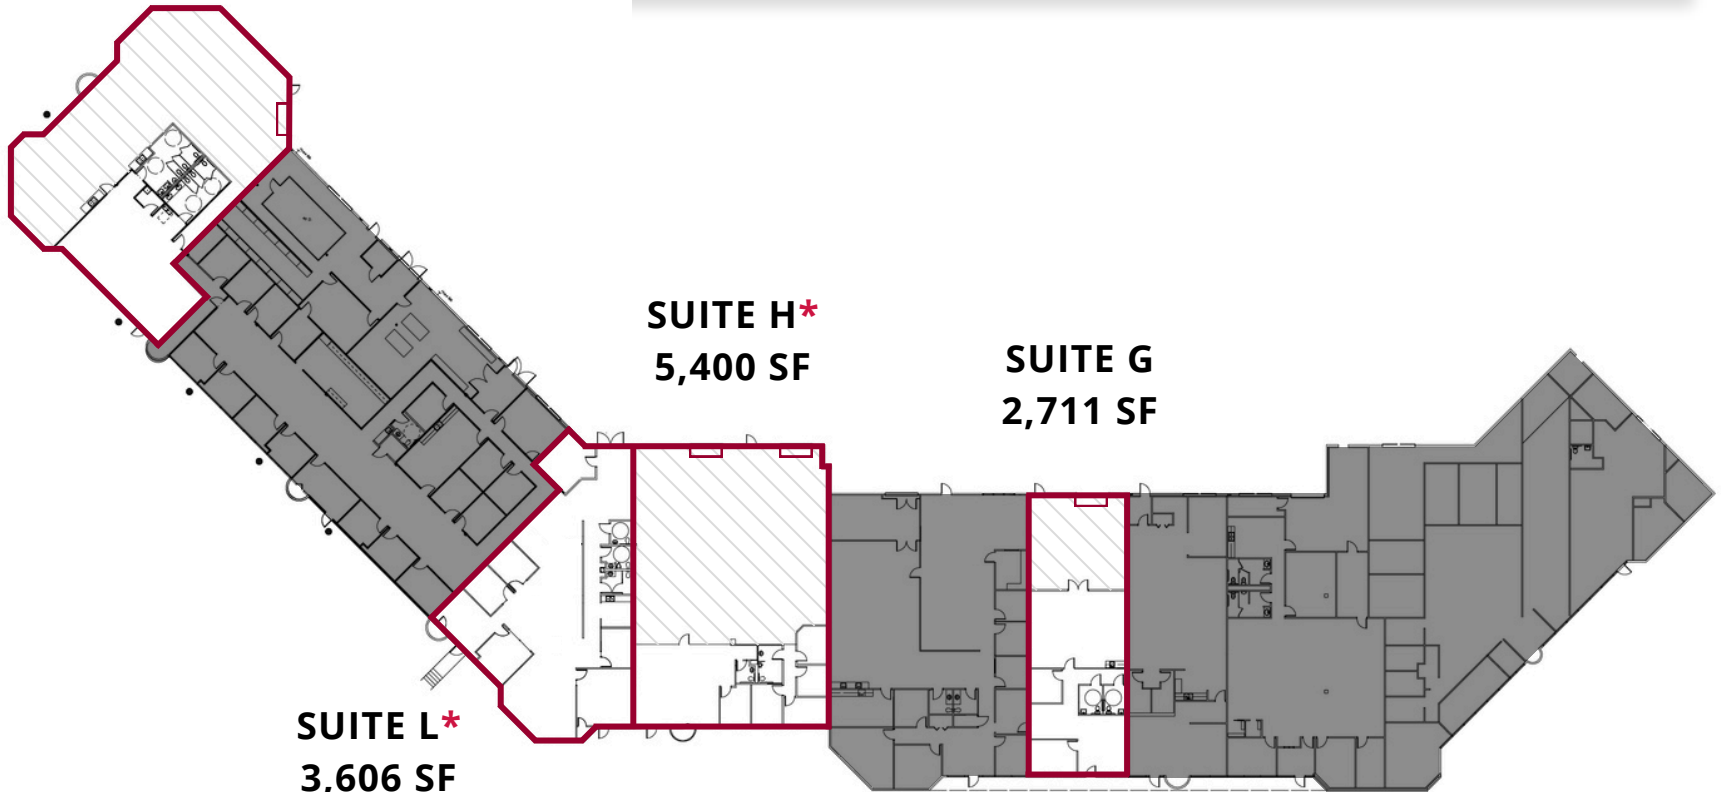 SUITE H*
5,400 SF
SUITE G
2,711 SF
SUITE L*
3,606 SF